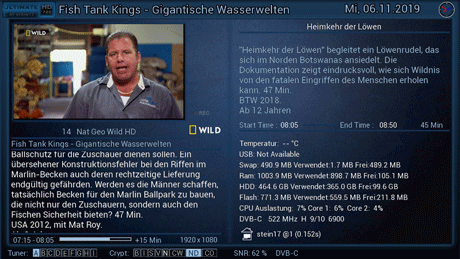 ULTIMATE HD
Fish Tank Kings - Gigantische Wasserwelten
Mi, 06.11.2019
WILD
REC
14 Nat Geo Wild HD
WILD
Fish Tank Kings - Gigantische Wasserwelten
Ballschutz für die Zuschauer dienen sollen. Ein
übersehener Konstruktionsfehler bei den Riffen im
Marlin-Becken auch deren rechtzeitige Lieferung
endgültig gefährden. Werden es die Männer schaffen,
tatsächlich Becken für den Marlin Ballpark zu bauen,
die nicht nur den Zuschauern, sondern auch den
Fischen Sicherheit bieten? 47 Min.
USA 2012, mit Mat Roy.
07:15 - 08:05 +15 Min 1920 x 1080
Heimkehr der Löwen
"Heimkehr der Löwen" begleitet ein Löwenrudel, das
sich im Norden Botswanas ansiedelt. Die
Dokumentation zeigt eindrucksvoll, wie sich Wildnis
von den fatalen Eingriffen des Menschen erholen
kann. 47 Min.
BTW 2018.
Ab 12 Jahren
Start Time : 08:05 End Time : 08:50 45 Min
Temperatur: -- °C
USB: Not Available
Swap: 490.9 MB Verwendet:1.7 MB Frei:489.2 MB
Ram: 1003.9 MB Verwendet:898.7 MB Frei:105.1 MB
HDD: 464.6 GB Verwendet:365.0 GB Frei:99.6 GB
Flash: 771.3 MB Verwendet:559.5 MB Frei:211.8 MB
CPU Auslastung: 7% Core 1: 6% Core 2: 4%
DVB-C 522 MHz H 9/10 6900
stein17 @1 (0.152s)
Tuner: A B C D E F G H I Crypt: B I S V N CW ND CO SNR: 62 % DVB-C